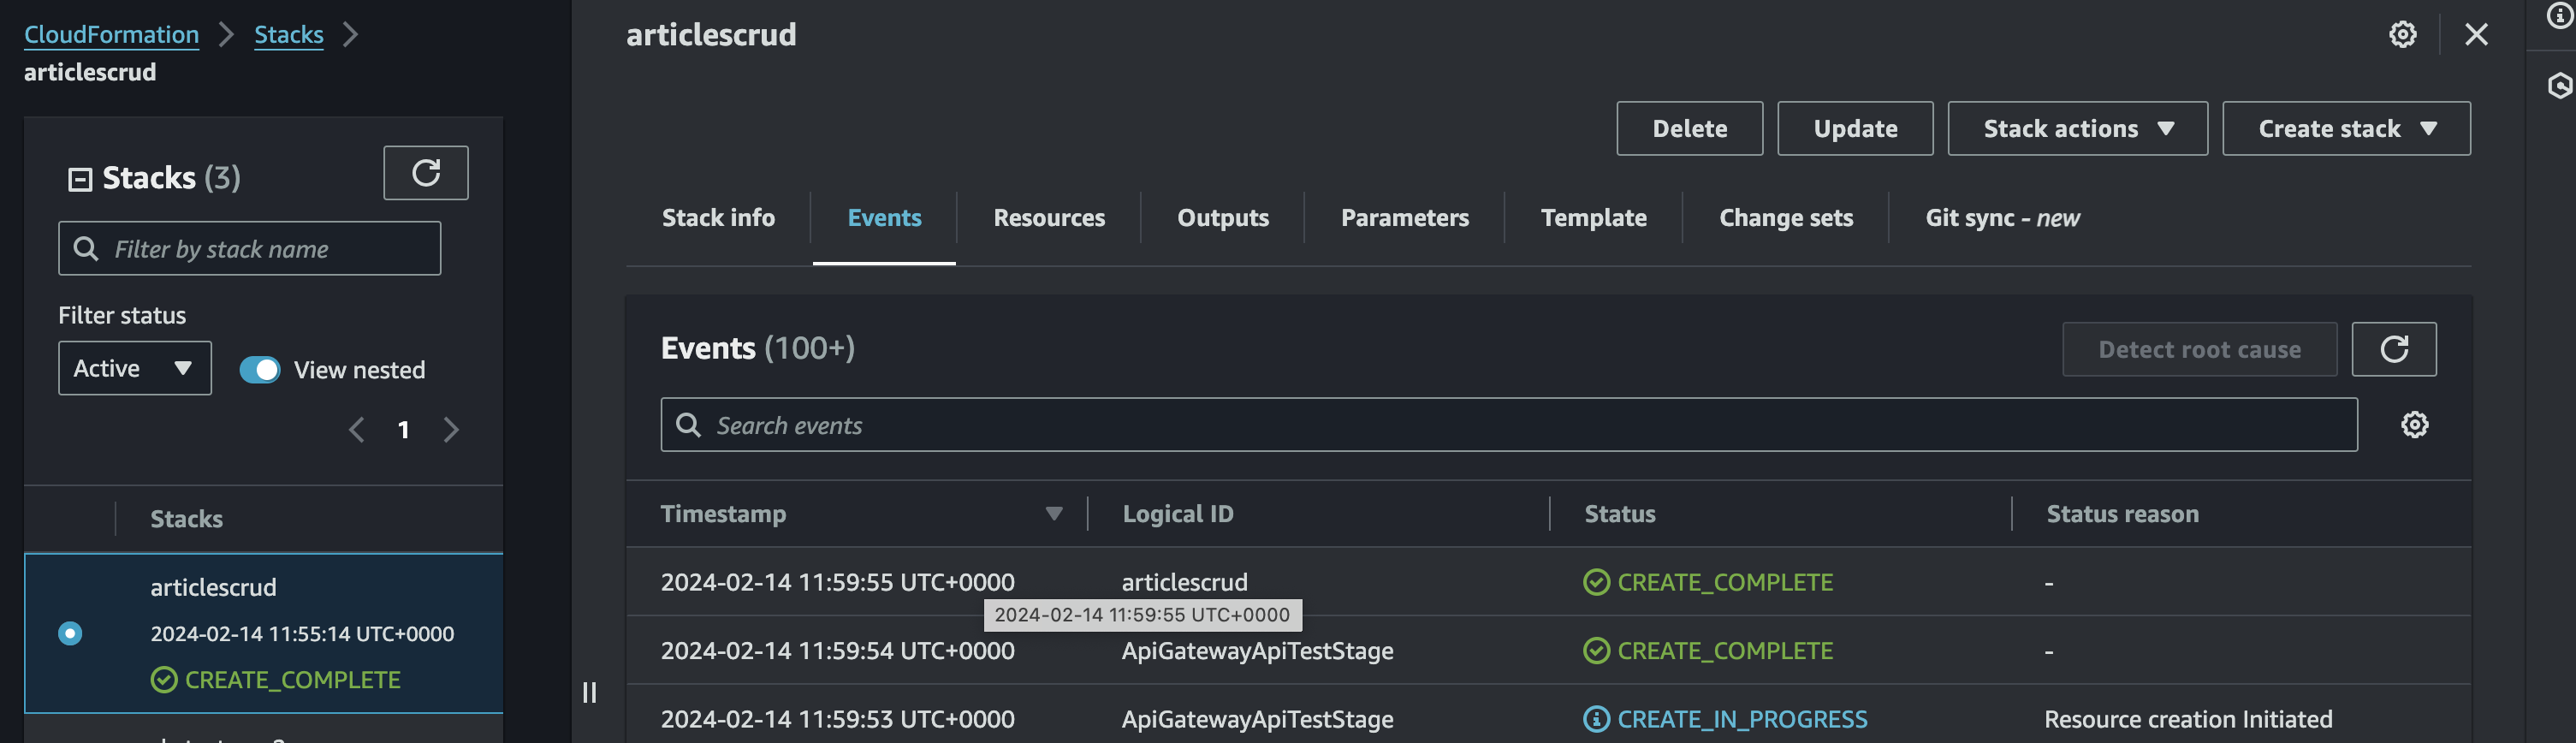 CloudFormation > Stacks >
articlescrud
Stacks (3)
Filter by stack name
Filter status
Active
View nested
1
Stacks
articlescrud
2024-02-14 11:55:14 UTC+0000
CREATE_COMPLETE
articlescrud
Delete
Update
Stack actions
Create stack
Stack info
Events
Resources
Outputs
Parameters
Template
Change sets
Git sync - new
Events (100+)
Detect root cause
Search events
Timestamp Logical ID Status Status reason
2024-02-14 11:59:55 UTC+0000 articlescrud CREATE_COMPLETE -
2024-02-14 11:59:55 UTC+0000
2024-02-14 11:59:54 UTC+0000 ApiGatewayApiTestStage CREATE_COMPLETE -
2024-02-14 11:59:53 UTC+0000 ApiGatewayApiTestStage CREATE_IN_PROGRESS Resource creation Initiated